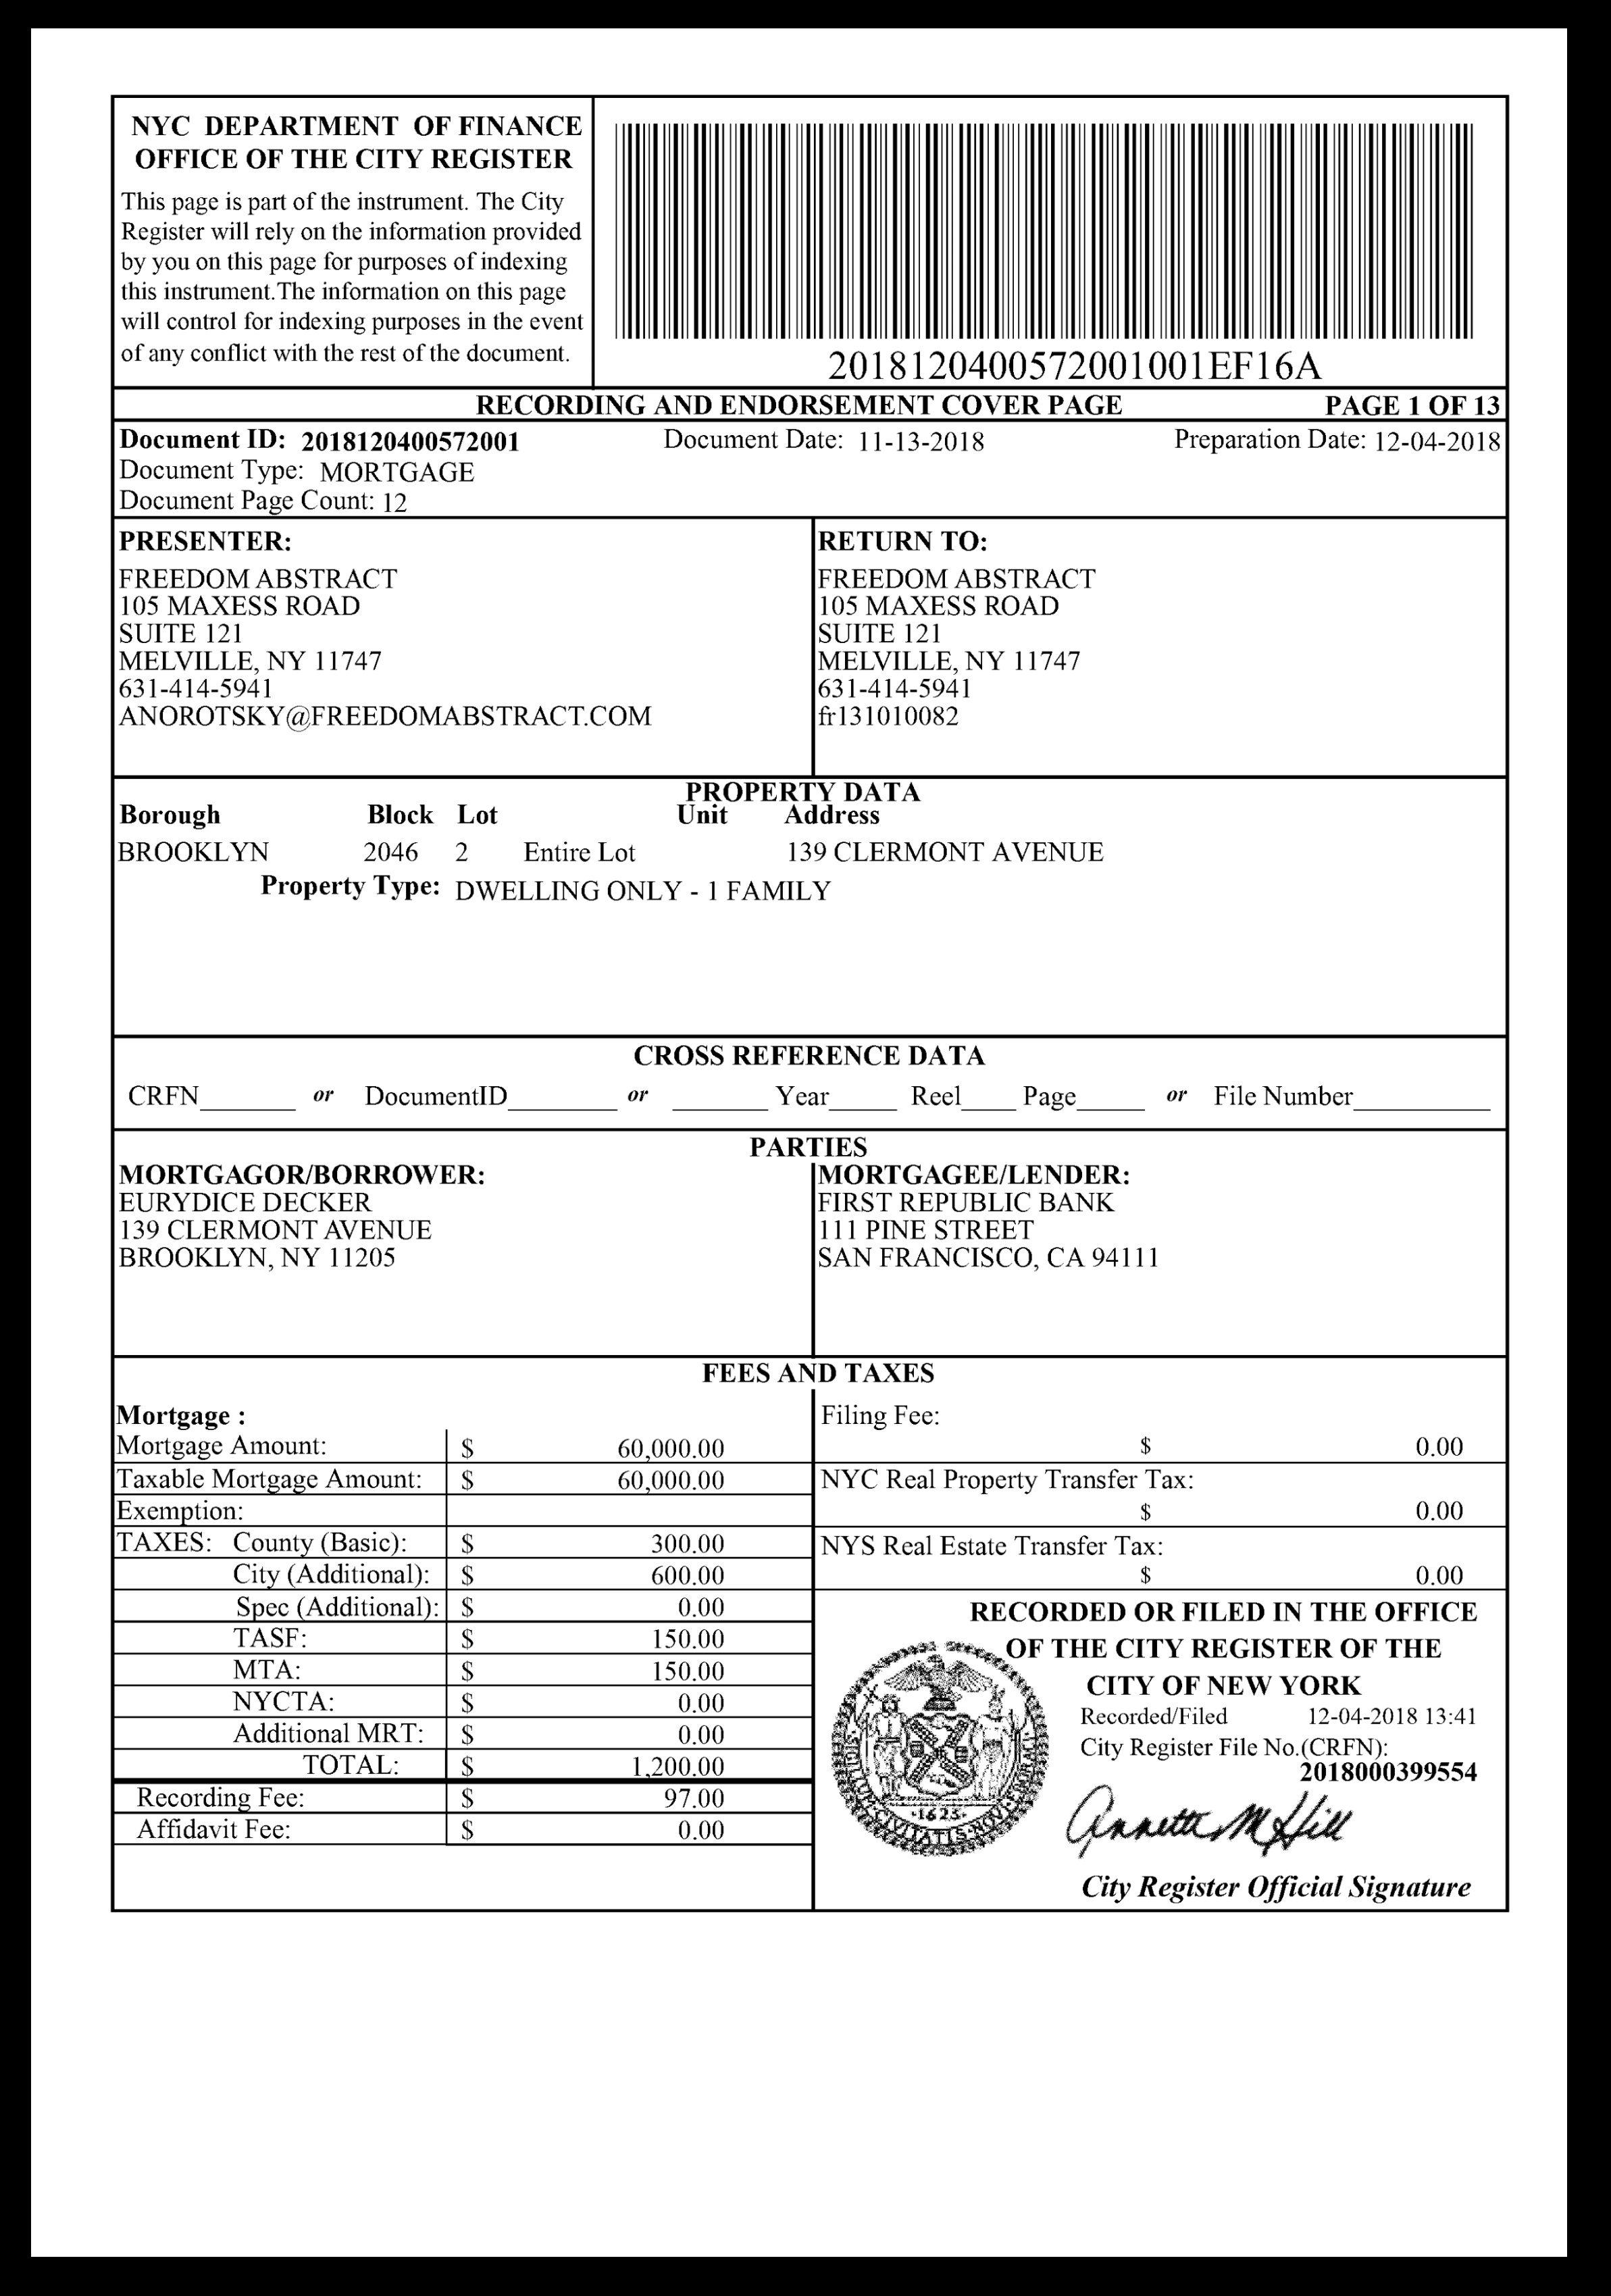 NYC DEPARTMENT OF FINANCE
OFFICE OF THE CITY REGISTER
This page is part of the instrument. The City
Register will rely on the information provided
by you on this page for purposes of indexing
this instrument.The information on this page
will control for indexing purposes in the event
of any conflict with the rest of the document.
2018120400572001001EF16A
RECORDING AND ENDORSEMENT COVER PAGE PAGE 1 OF 13
Document ID: 2018120400572001 Document Date: 11-13-2018 Preparation Date: 12-04-2018
Document Type: MORTGAGE
Document Page Count: 12
PRESENTER:
FREEDOM ABSTRACT
105 MAXESS ROAD
SUITE 121
MELVILLE, NY 11747
631-414-5941
ANOROTSKY@FREEDOMABSTRACT.COM
RETURN TO:
FREEDOM ABSTRACT
105 MAXESS ROAD
SUITE 121
MELVILLE, NY 11747
631-414-5941
fr131010082
PROPERTY DATA
Borough Block Lot Unit Address
BROOKLYN 2046 2 Entire Lot 139 CLERMONT AVENUE
Property Type: DWELLING ONLY - 1 FAMILY
CROSS REFERENCE DATA
CRFN_______ or DocumentID________ or _______ Year_____ Reel____ Page_____ or File Number__________
PARTIES
MORTGAGOR/BORROWER:
EURYDICE DECKER
139 CLERMONT AVENUE
BROOKLYN, NY 11205
MORTGAGEE/LENDER:
FIRST REPUBLIC BANK
111 PINE STREET
SAN FRANCISCO, CA 94111
FEES AND TAXES
Mortgage :
Mortgage Amount: $ 60,000.00
Taxable Mortgage Amount: $ 60,000.00
Exemption:
TAXES: County (Basic): $ 300.00
City (Additional): $ 600.00
Spec (Additional): $ 0.00
TASF: $ 150.00
MTA: $ 150.00
NYCTA: $ 0.00
Additional MRT: $ 0.00
TOTAL: $ 1,200.00
Recording Fee: $ 97.00
Affidavit Fee: $ 0.00
Filing Fee:
$ 0.00
NYC Real Property Transfer Tax:
$ 0.00
NYS Real Estate Transfer Tax:
$ 0.00
RECORDED OR FILED IN THE OFFICE
OF THE CITY REGISTER OF THE
CITY OF NEW YORK
Recorded/Filed 12-04-2018 13:41
City Register File No.(CRFN):
2018000399554
Annette M Hill
City Register Official Signature
·1625·